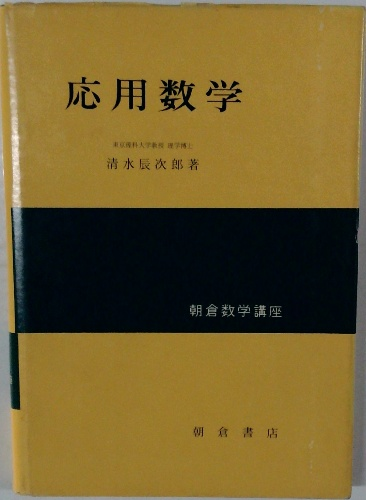 応用数学
東京理科大学教授 理学博士
清水辰次郎著
朝倉数学講座
朝倉書店